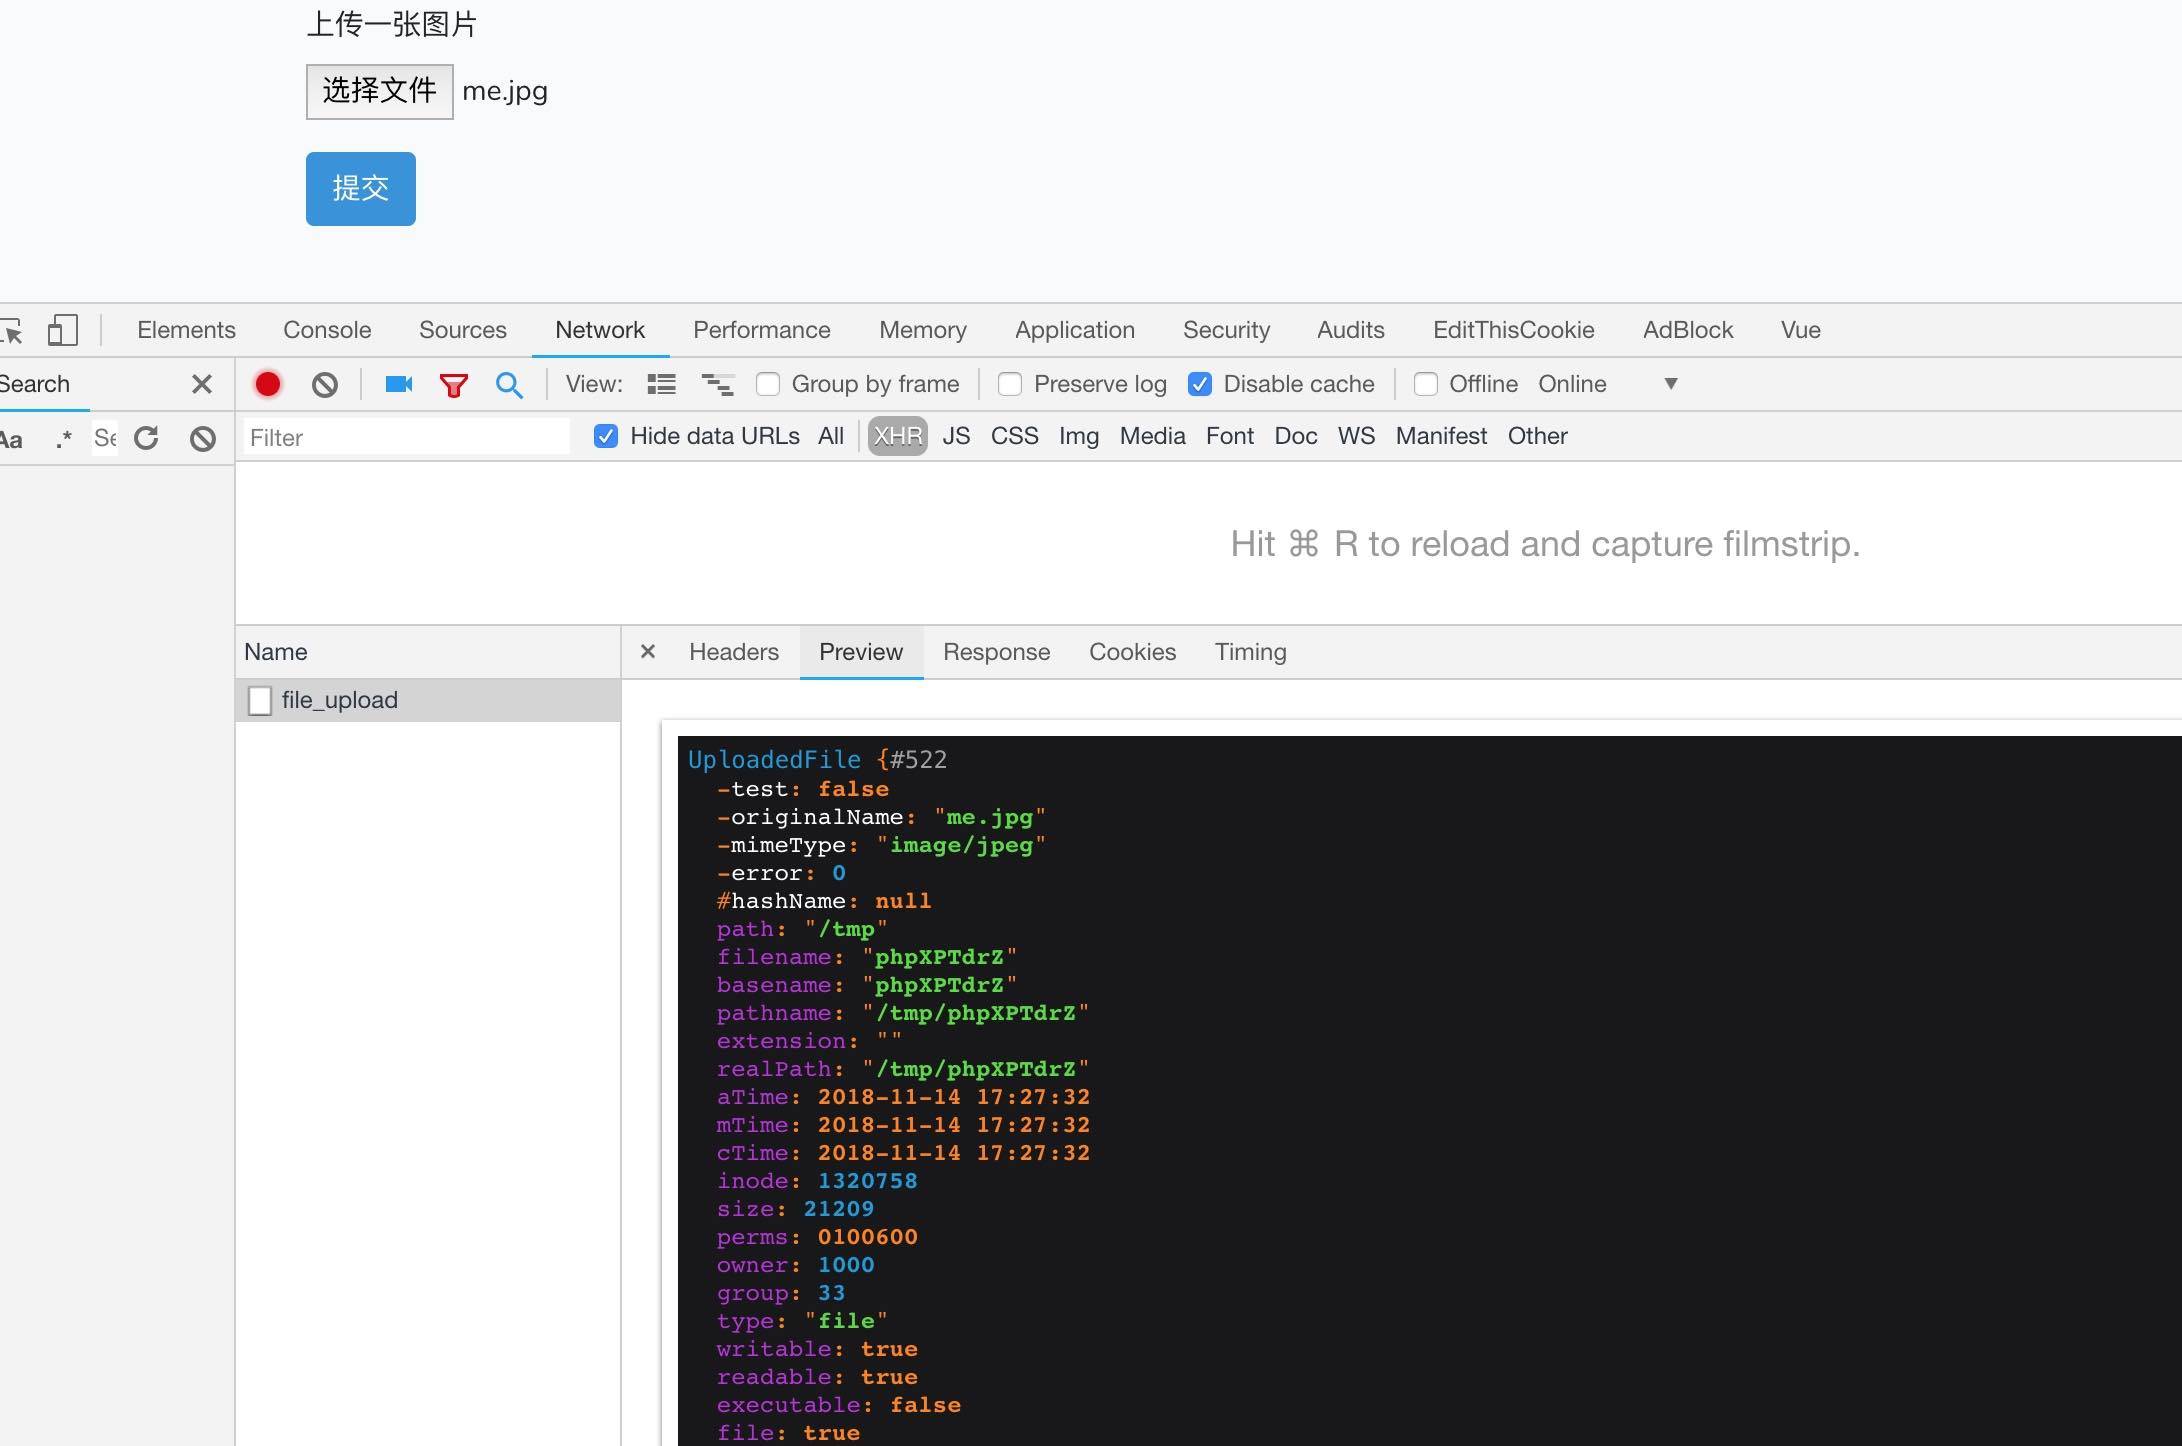 上传一张图片
选择文件 me.jpg
提交
Elements Console Sources Network Performance Memory Application Security Audits EditThisCookie AdBlock Vue
Search View: Group by frame Preserve log Disable cache Offline Online
Aa .* Filter Hide data URLs All XHR JS CSS Img Media Font Doc WS Manifest Other
Hit ⌘ R to reload and capture filmstrip.
Name Headers Preview Response Cookies Timing
file_upload
UploadedFile {#522
-test: false
-originalName: "me.jpg"
-mimeType: "image/jpeg"
-error: 0
#hashName: null
path: "/tmp"
filename: "phpXPTdrZ"
basename: "phpXPTdrZ"
pathname: "/tmp/phpXPTdrZ"
extension: ""
realPath: "/tmp/phpXPTdrZ"
aTime: 2018-11-14 17:27:32
mTime: 2018-11-14 17:27:32
cTime: 2018-11-14 17:27:32
inode: 1320758
size: 21209
perms: 0100600
owner: 1000
group: 33
type: "file"
writable: true
readable: true
executable: false
file: true